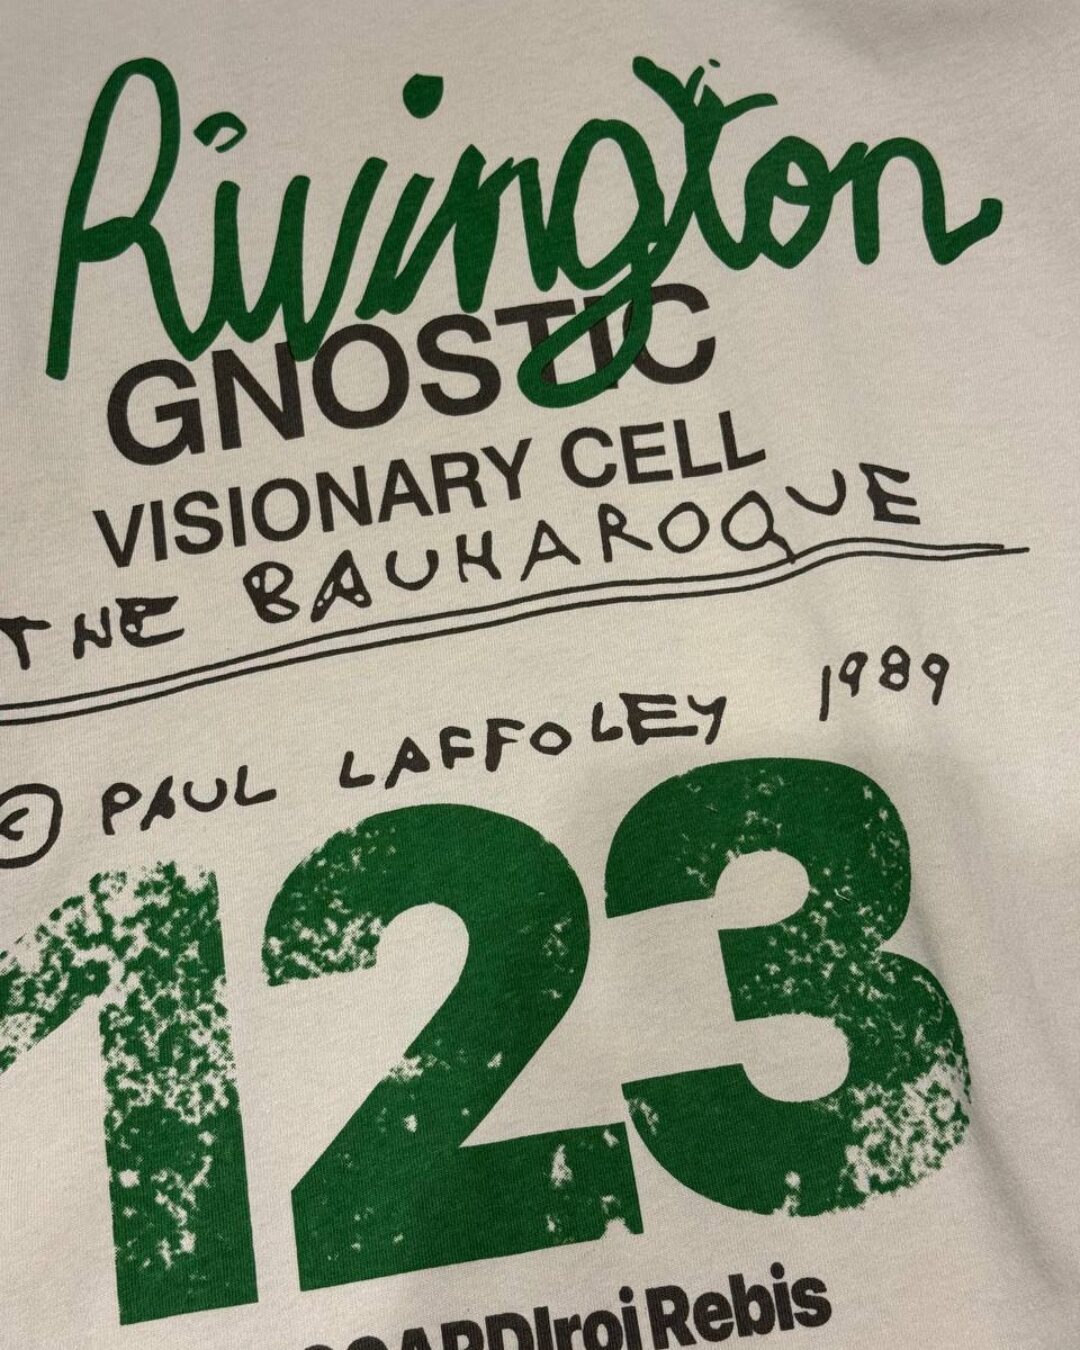 Rivington
GNOSTIC
VISIONARY CELL
THE BAUHAROQUE
© PAUL LAFFOLEY 1989
123
Rebis